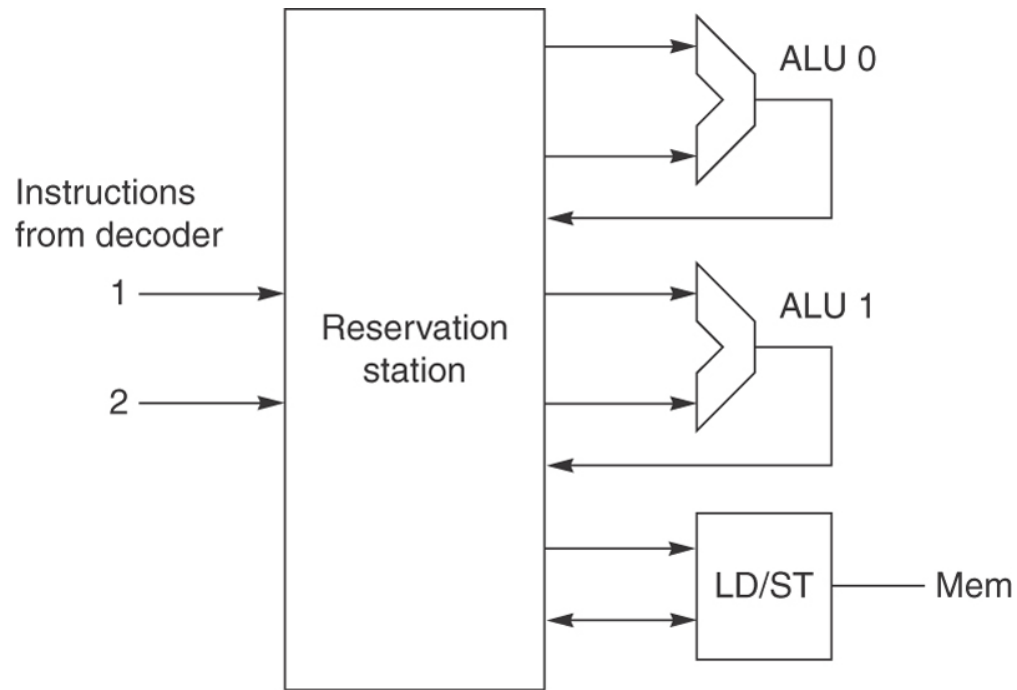 Instructions
from decoder
1
2
Reservation
station
ALU 0
ALU 1
LD/ST
Mem